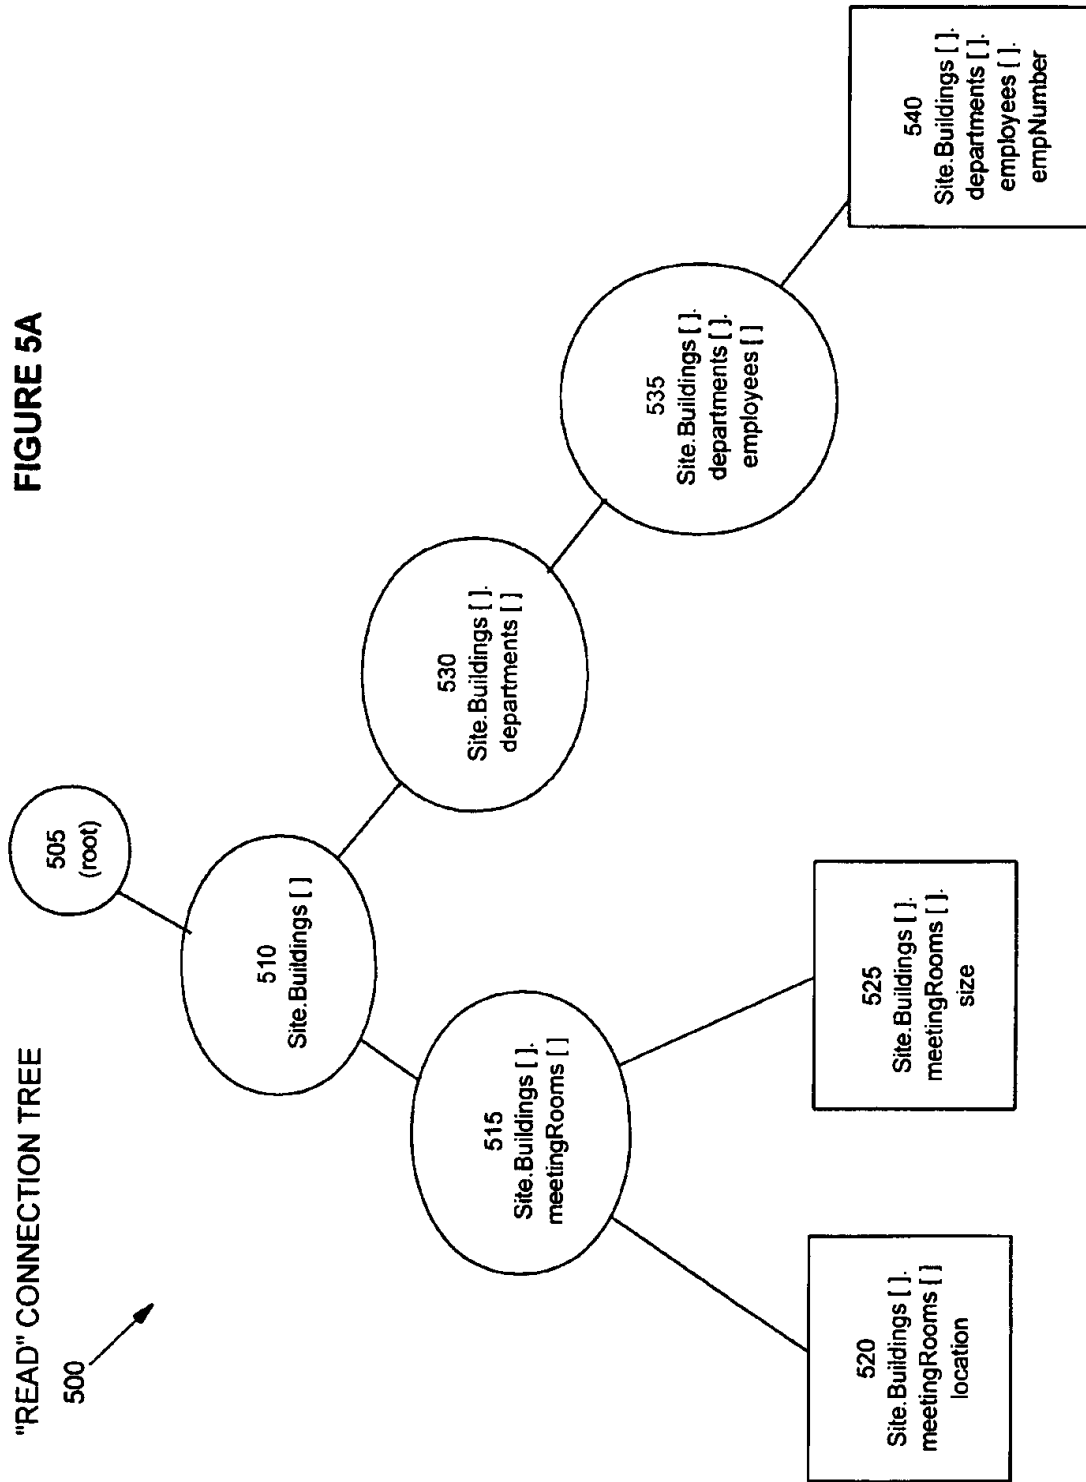 FIGURE 5A
"READ" CONNECTION TREE
500
505
(root)
510
Site.Buildings [ ]
515
Site.Buildings [ ].
meetingRooms [ ]
530
Site.Buildings [ ].
departments [ ]
535
Site.Buildings [ ].
departments [ ].
employees [ ]
520
Site.Buildings [ ].
meetingRooms [ ]
location
525
Site.Buildings [ ].
meetingRooms [ ].
size
540
Site.Buildings [ ].
departments [ ].
employees [ ].
empNumber